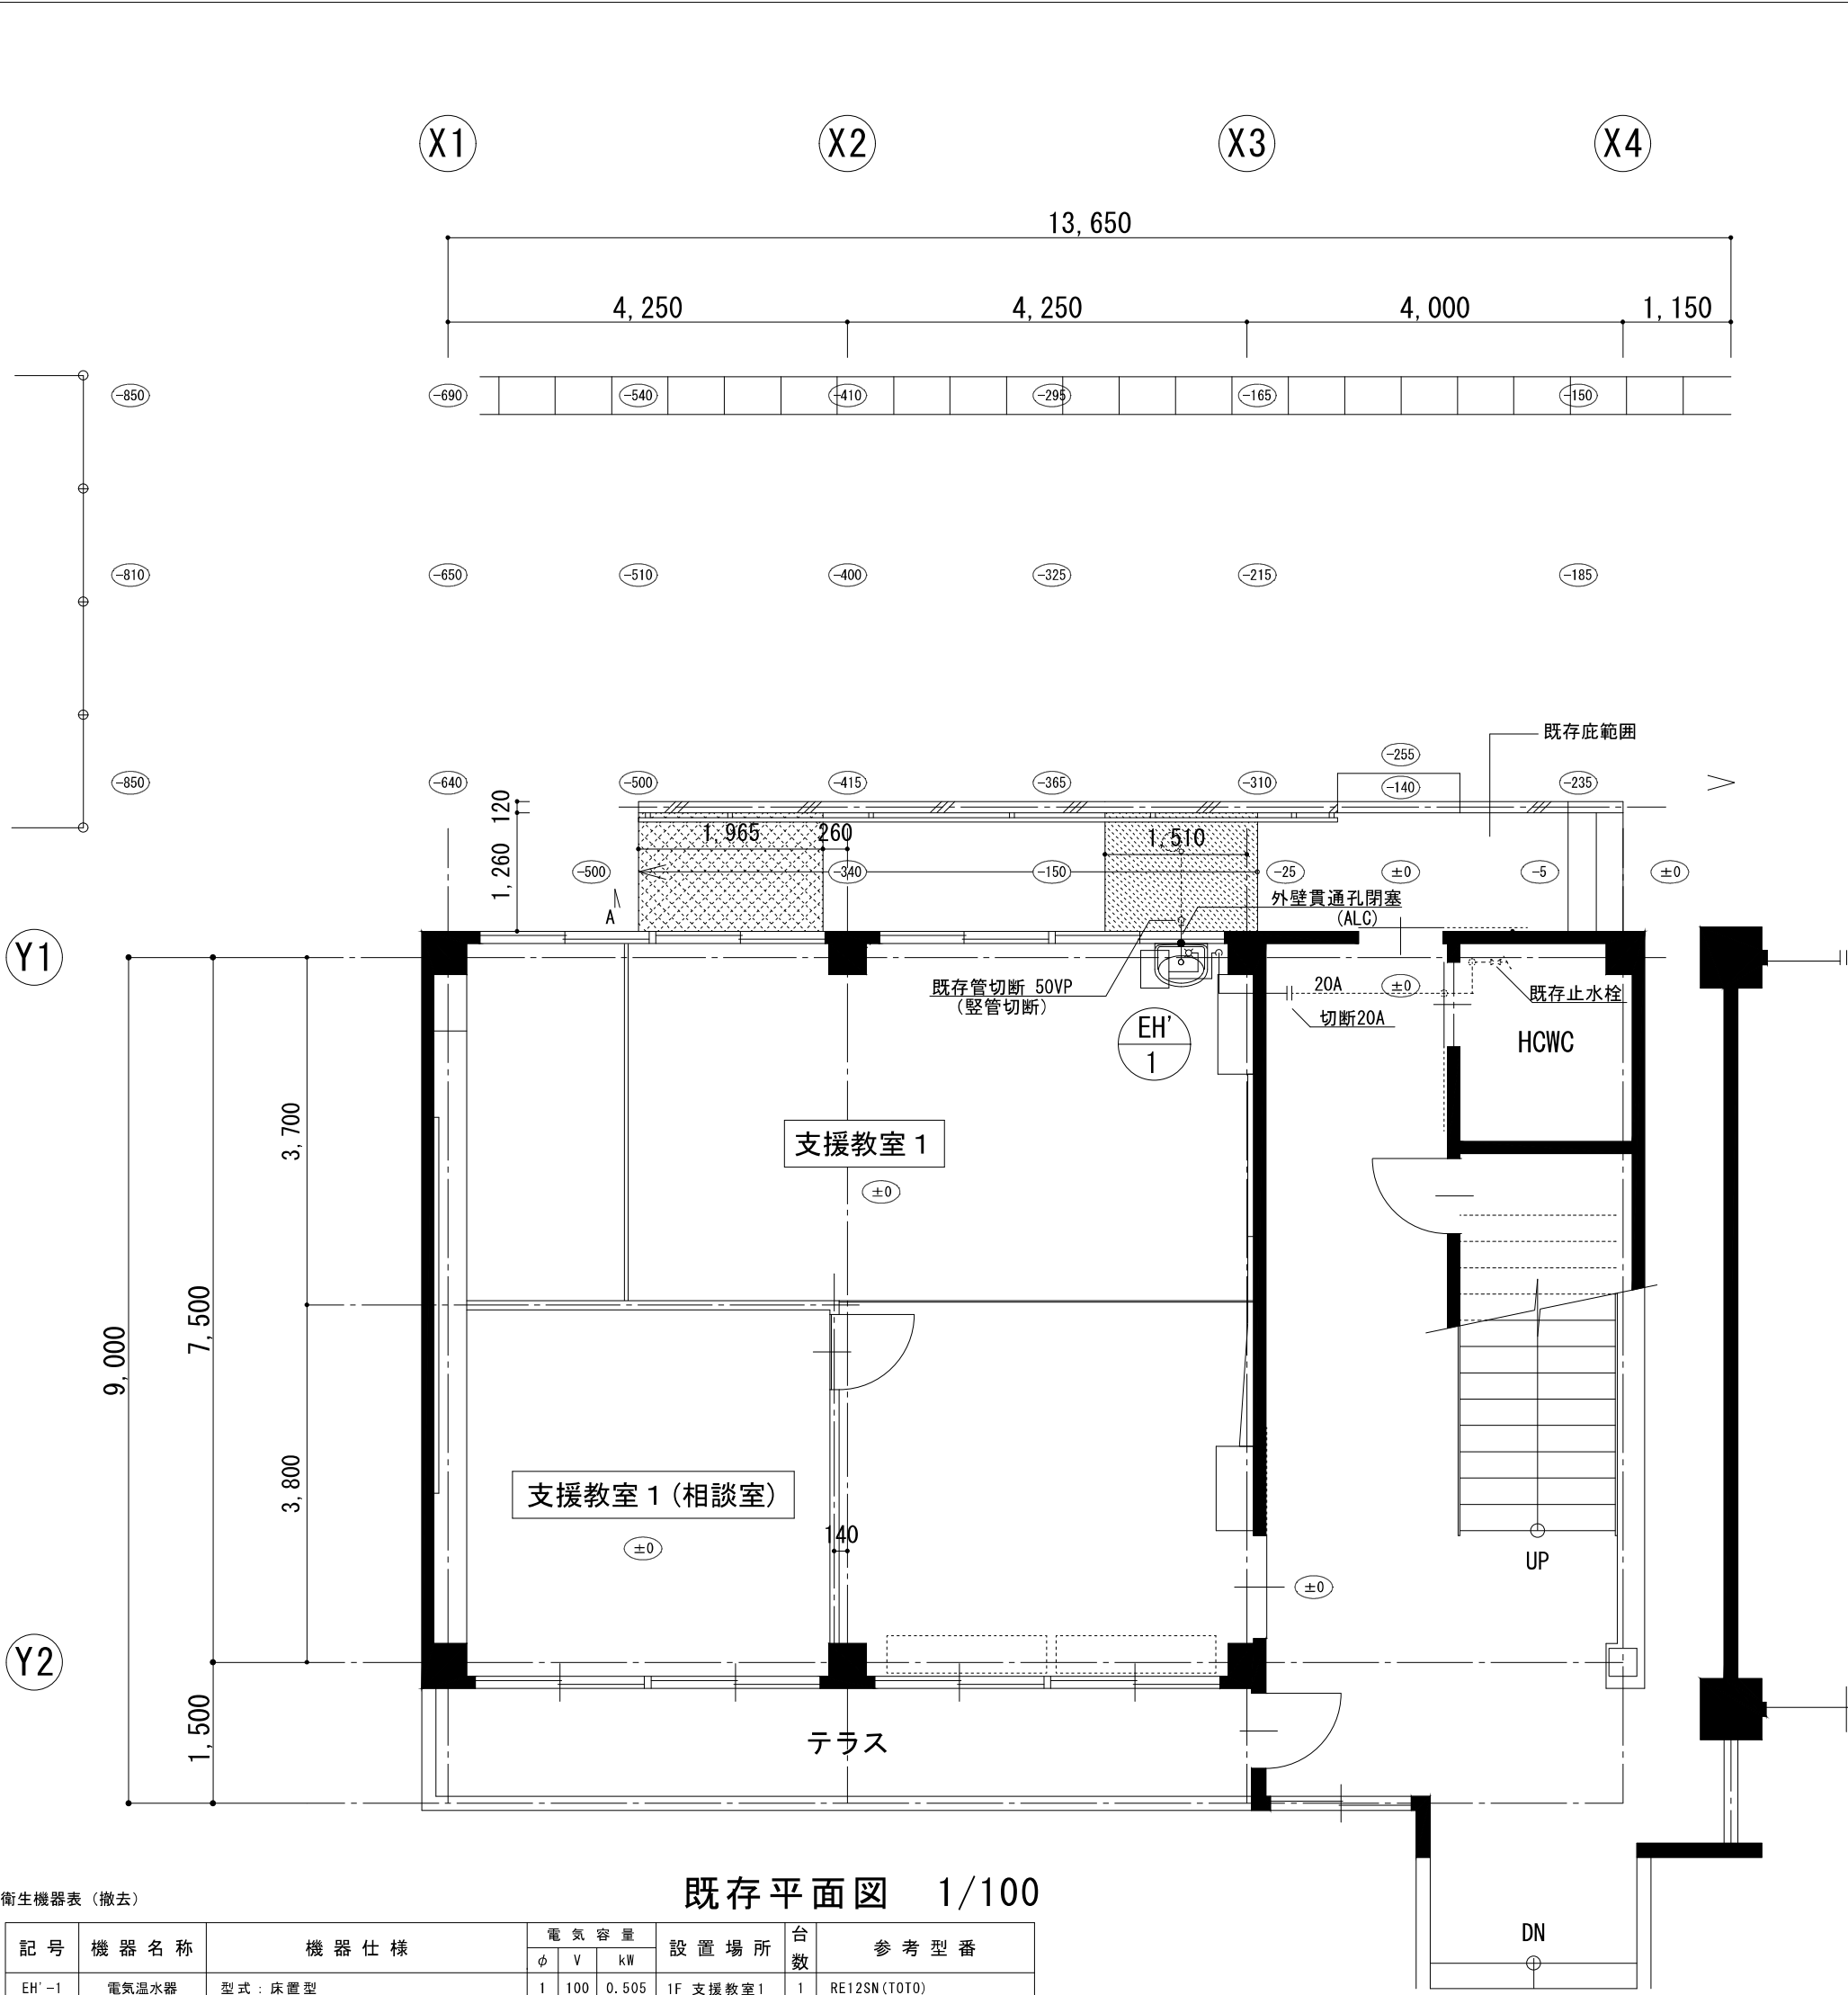 X1 X2 X3 X4
13,650
4,250 4,250 4,000 1,150
-850 -690 -540 -410 -295 -165 -150
-810 -650 -510 -400 -325 -215 -185
既存庇範囲
-255
-850 -640 -500 -415 -365 -310 -140 -235
120
1,965 260 1,510
1,260
-500 -340 -150 -25 ±0 -5 ±0
A
外壁貫通孔閉塞
(ALC)
Y1
既存管切断 50VP
(竪管切断)
20A ±0 既存止水栓
切断20A
EH'
1
HCWC
3,700
支援教室1
±0
7,500
9,000
3,800
支援教室1(相談室)
±0
140
UP
±0
Y2
1,500
テラス
既存平面図 1/100
衛生機器表(撤去)
DN
記号 機器名称 機器仕様 電気容量 設置場所 台数 参考型番
φ V kW
EH'-1 電気温水器 型式:床置型 1 100 0.505 1F 支援教室1 1 RE12SN(TOTO)